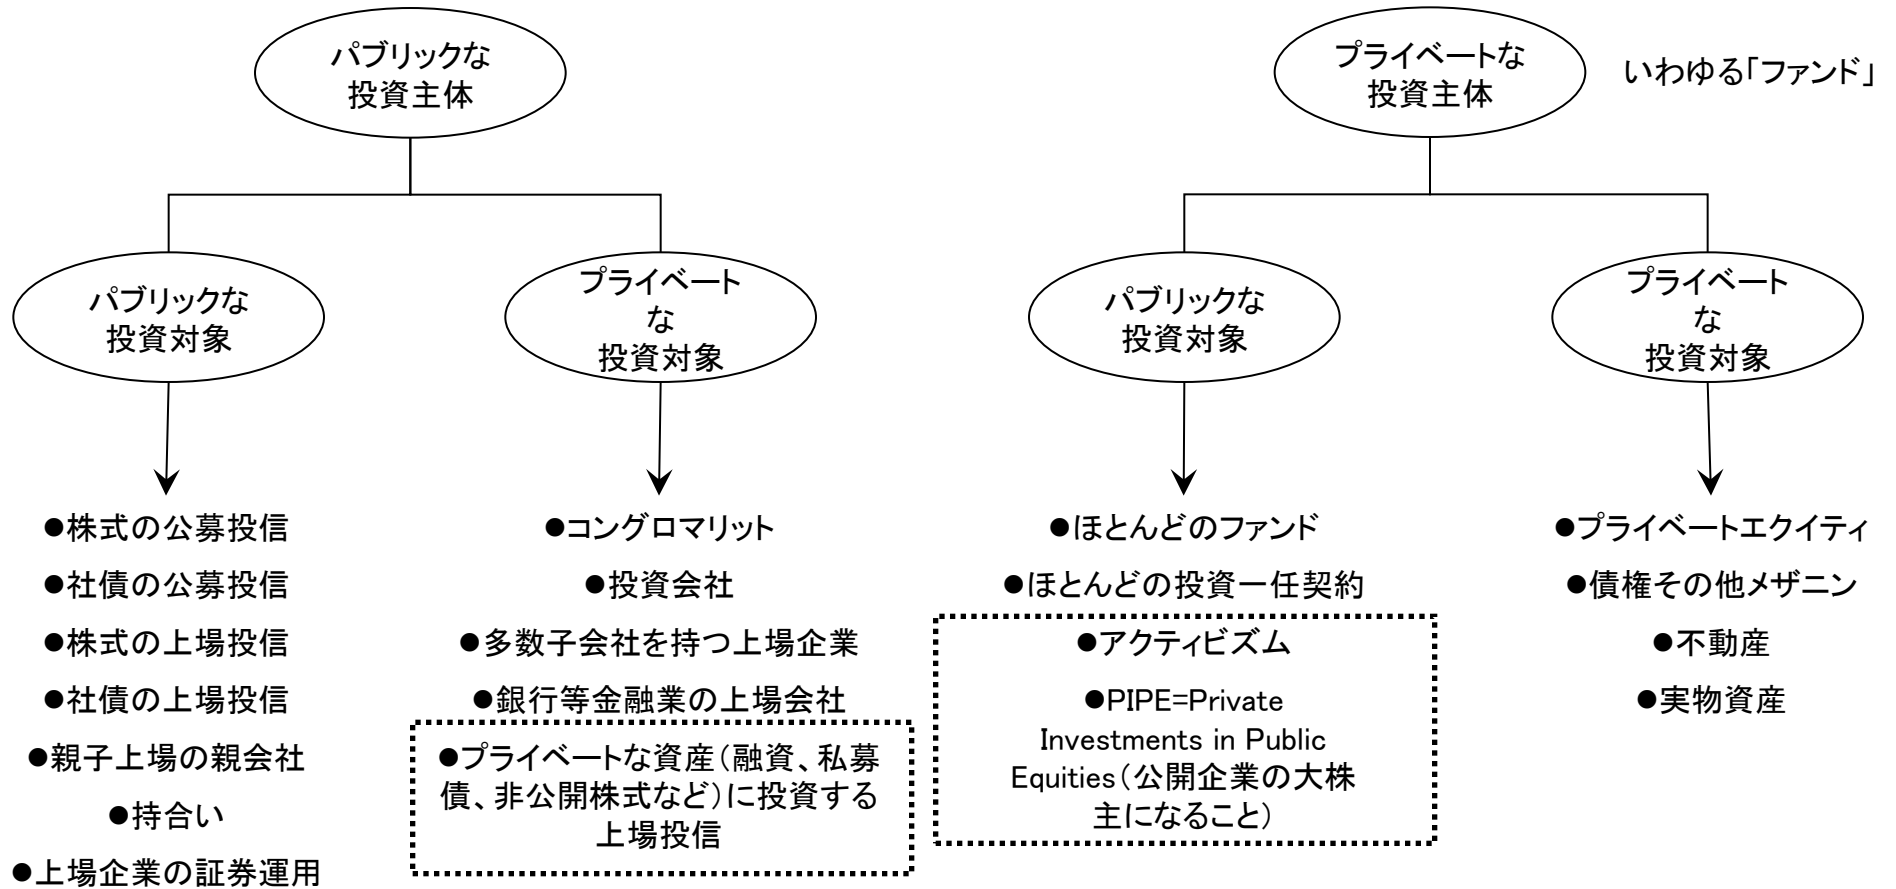 パブリックな
投資主体
プライベートな
投資主体
いわゆる「ファンド」
パブリックな
投資対象
プライベート
な
投資対象
パブリックな
投資対象
プライベート
な
投資対象
●株式の公募投信
●社債の公募投信
●株式の上場投信
●社債の上場投信
●親子上場の親会社
●持合い
●上場企業の証券運用
●コングロマリット
●投資会社
●多数子会社を持つ上場企業
●銀行等金融業の上場会社
●プライベートな資産（融資、私募
債、非公開株式など）に投資する
上場投信
●ほとんどのファンド
●ほとんどの投資一任契約
●アクティビズム
●PIPE=Private
Investments in Public
Equities（公開企業の大株
主になること）
●プライベートエクイティ
●債権その他メザニン
●不動産
●実物資産